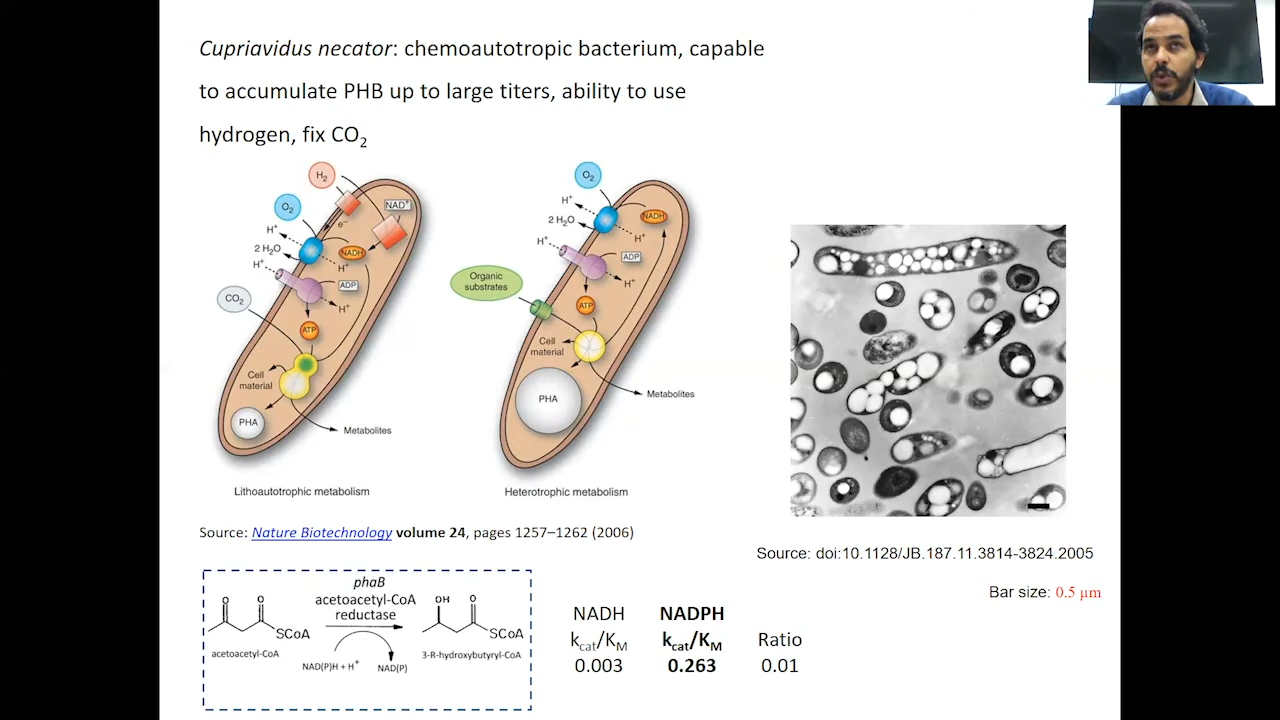 Cupriavidus necator: chemoautotropic bacterium, capable
to accumulate PHB up to large titers, ability to use
hydrogen, fix CO2
H2
O2
NAD+
e-
H+
2 H2O
NADH
H+
H+
ADP
H+
CO2
ATP
Cell
material
PHA
Metabolites
Lithoautotrophic metabolism
O2
H+
NADH
2 H2O
H+
H+
ADP
H+
Organic
substrates
ATP
Cell
material
PHA
Metabolites
Heterotrophic metabolism
Source: Nature Biotechnology volume 24, pages 1257–1262 (2006)
Source: doi:10.1128/JB.187.11.3814-3824.2005
Bar size: 0.5 µm
phaB
acetoacetyl-CoA
reductase
O O
SCoA
acetoacetyl-CoA
NAD(P)H + H+
NAD(P)
OH O
SCoA
3-R-hydroxybutyryl-CoA
NADH NADPH
kcat/KM kcat/KM Ratio
0.003 0.263 0.01